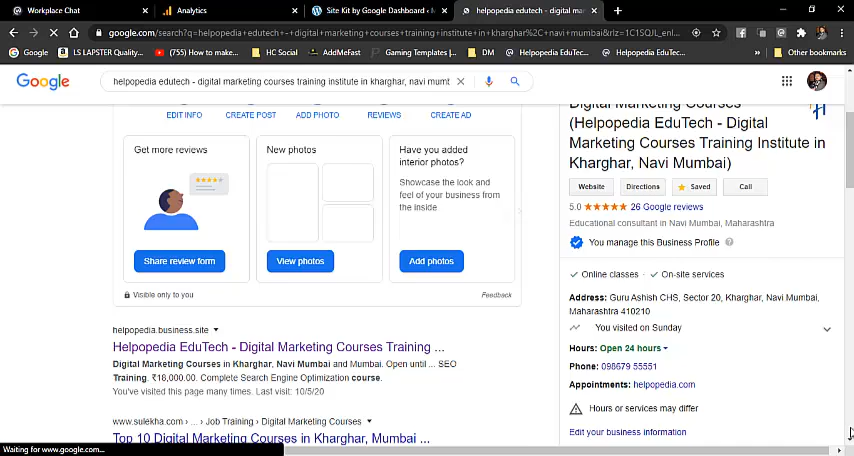 Workplace Chat
Analytics
Site Kit by Google Dashboard ‹ M
helpopedia edutech - digital mar
google.com/search?q=helpopedia+edutech+-+digital+marketing+courses+training+institute+in+kharghar%2C+navi+mumbai&rlz=1C1SQJL_enI...
Google
LS LAPSTER Quality...
(755) How to make...
HC Social
AddMeFast
Gaming Templates |...
DM
Helpopedia EduTec...
Helpopedia EduTec...
Other bookmarks
Google
helpopedia edutech - digital marketing courses training institute in kharghar, navi mumb
EDIT INFO
CREATE POST
ADD PHOTO
REVIEWS
CREATE AD
Get more reviews
New photos
Have you added
interior photos?
Showcase the look and
feel of your business from
the inside
Share review form
View photos
Add photos
Visible only to you
Feedback
helpopedia.business.site
Helpopedia EduTech - Digital Marketing Courses Training ...
Digital Marketing Courses in Kharghar, Navi Mumbai and Mumbai. Open until ... SEO
Training. ₹18,000.00. Complete Search Engine Optimization course.
You've visited this page many times. Last visit: 10/5/20
www.sulekha.com › ... › Job Training › Digital Marketing Courses
Top 10 Digital Marketing Courses in Kharghar, Mumbai ...
Waiting for www.google.com...
Digital Marketing Courses
(Helpopedia EduTech - Digital
Marketing Courses Training Institute in
Kharghar, Navi Mumbai)
Website
Directions
Saved
Call
5.0
26 Google reviews
Educational consultant in Navi Mumbai, Maharashtra
You manage this Business Profile
Online classes · On-site services
Address: Guru Ashish CHS, Sector 20, Kharghar, Navi Mumbai,
Maharashtra 410210
You visited on Sunday
Hours: Open 24 hours
Phone: 098679 55551
Appointments: helpopedia.com
Hours or services may differ
Edit your business information